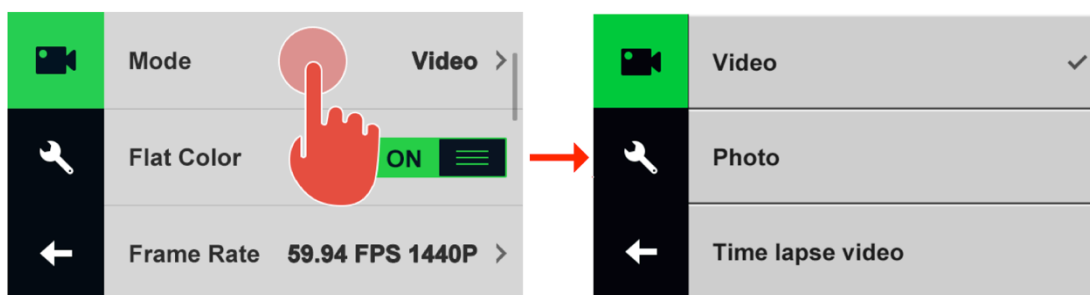 Mode Video
Flat Color ON
Frame Rate 59.94 FPS 1440P
Video
Photo
Time lapse video